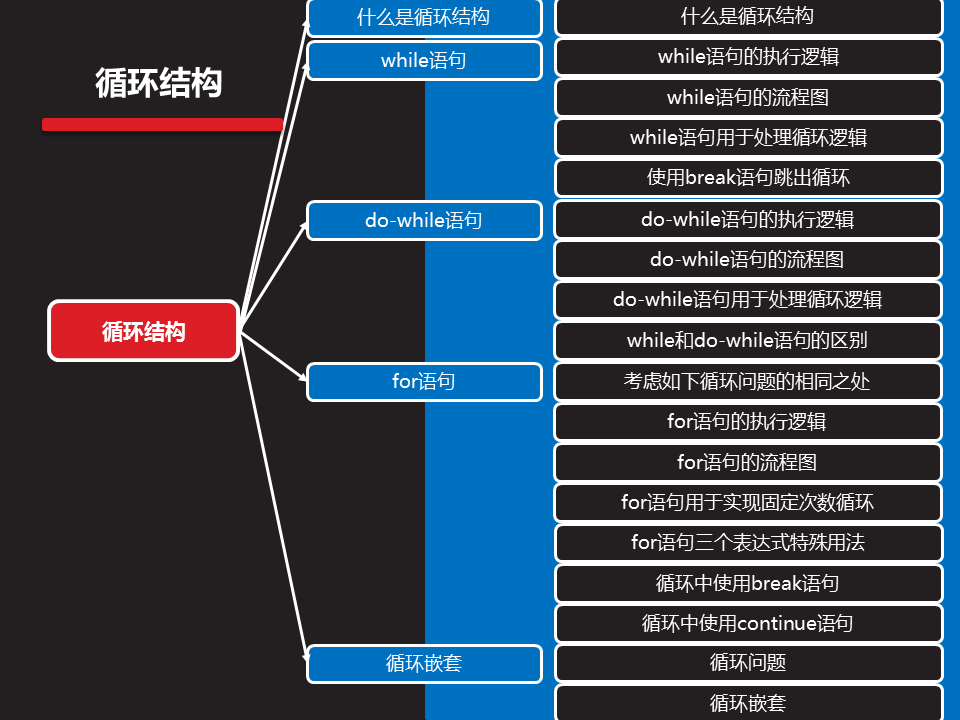 循环结构
循环结构
什么是循环结构
while语句
do-while语句
for语句
循环嵌套
什么是循环结构
while语句的执行逻辑
while语句的流程图
while语句用于处理循环逻辑
使用break语句跳出循环
do-while语句的执行逻辑
do-while语句的流程图
do-while语句用于处理循环逻辑
while和do-while语句的区别
考虑如下循环问题的相同之处
for语句的执行逻辑
for语句的流程图
for语句用于实现固定次数循环
for语句三个表达式特殊用法
循环中使用break语句
循环中使用continue语句
循环问题
循环嵌套